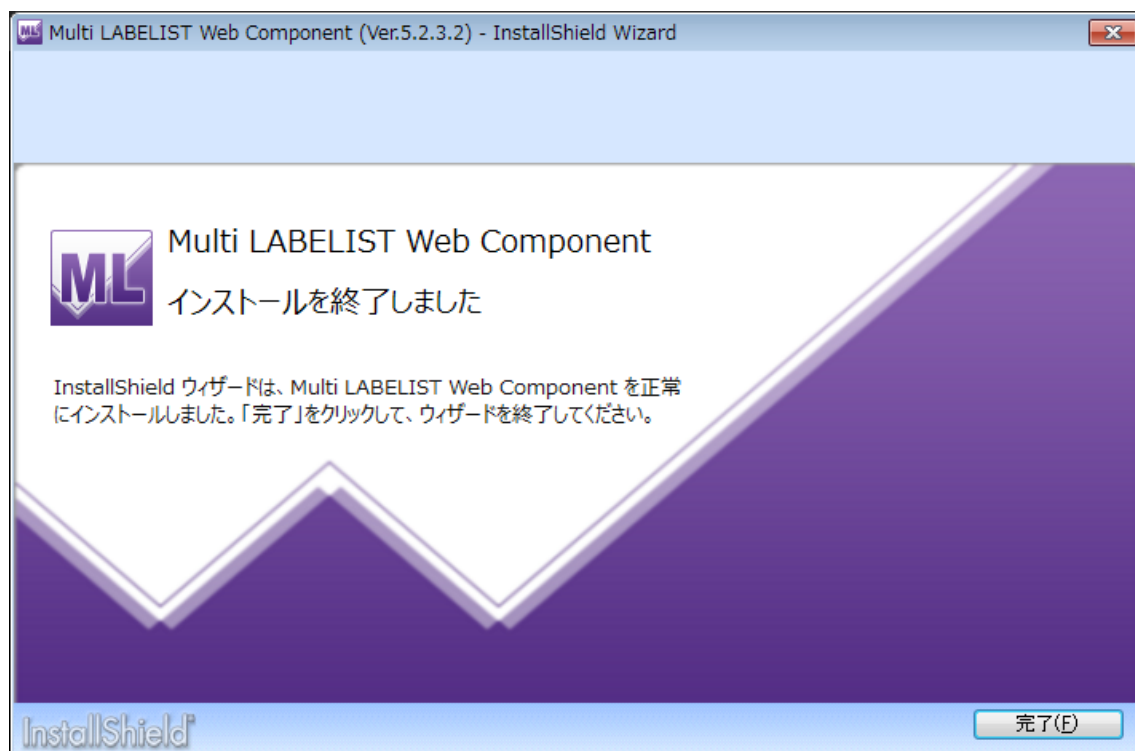 Multi LABELIST Web Component (Ver.5.2.3.2) - InstallShield Wizard
ML
Multi LABELIST Web Component
インストールを終了しました
InstallShield ウィザードは、Multi LABELIST Web Component を正常
にインストールしました。「完了」をクリックして、ウィザードを終了してください。
InstallShield
完了(F)